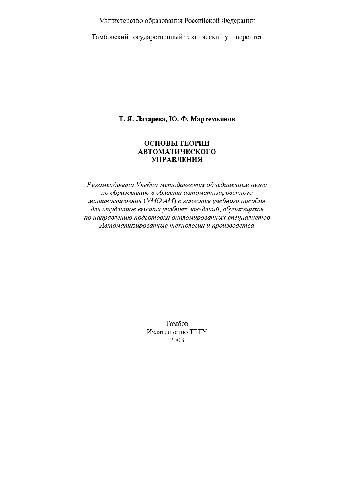 Министерство образования Российской Федерации
Тамбовский государственный технический университет
Т. Я. Лазарева, Ю. Ф. Мартемьянов
ОСНОВЫ ТЕОРИИ
АВТОМАТИЧЕСКОГО
УПРАВЛЕНИЯ
Рекомендовано Учебно-методическим объединением вузов
по образованию в области автоматизированного
машиностроения (УМО АМ) в качестве учебного пособия
для студентов высших учебных заведений, обучающихся
по направлению подготовки дипломированных специалистов
Автоматизированные технологии и производства
Тамбов
Издательство ТГТУ
2003